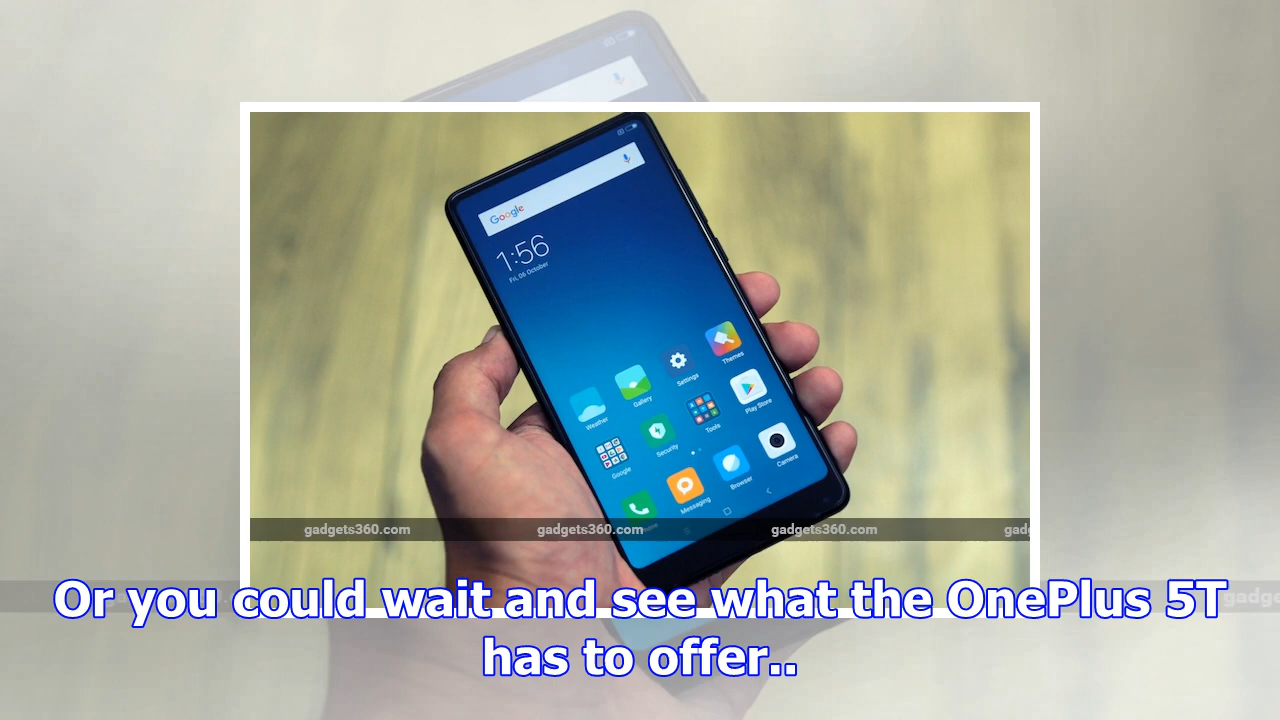 Google
1:56
Fri, 06 October
Weather
Gallery
Settings
Themes
Google
Security
Tools
Play Store
Messaging
Browser
Camera
gadgets360.com gadgets360.com gadgets360.com
Or you could wait and see what the OnePlus 5T
has to offer..